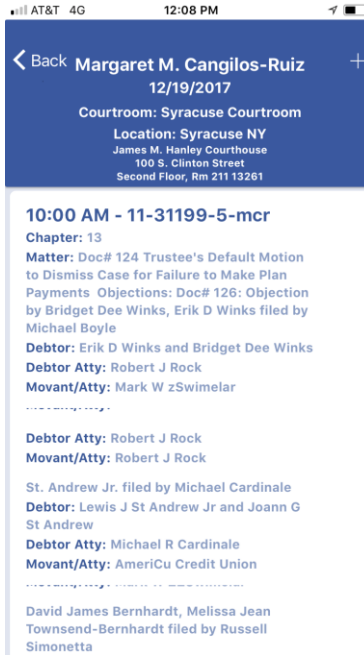 AT&T 4G 12:08 PM
Back Margaret M. Cangilos-Ruiz +
12/19/2017
Courtroom: Syracuse Courtroom
Location: Syracuse NY
James M. Hanley Courthouse
100 S. Clinton Street
Second Floor, Rm 211 13261
10:00 AM - 11-31199-5-mcr
Chapter: 13
Matter: Doc# 124 Trustee's Default Motion
to Dismiss Case for Failure to Make Plan
Payments Objections: Doc# 126: Objection
by Bridget Dee Winks, Erik D Winks filed by
Michael Boyle
Debtor: Erik D Winks and Bridget Dee Winks
Debtor Atty: Robert J Rock
Movant/Atty: Mark W zSwimelar
Debtor Atty: Robert J Rock
Movant/Atty: Robert J Rock
St. Andrew Jr. filed by Michael Cardinale
Debtor: Lewis J St Andrew Jr and Joann G
St Andrew
Debtor Atty: Michael R Cardinale
Movant/Atty: AmeriCu Credit Union
David James Bernhardt, Melissa Jean
Townsend-Bernhardt filed by Russell
Simonetta